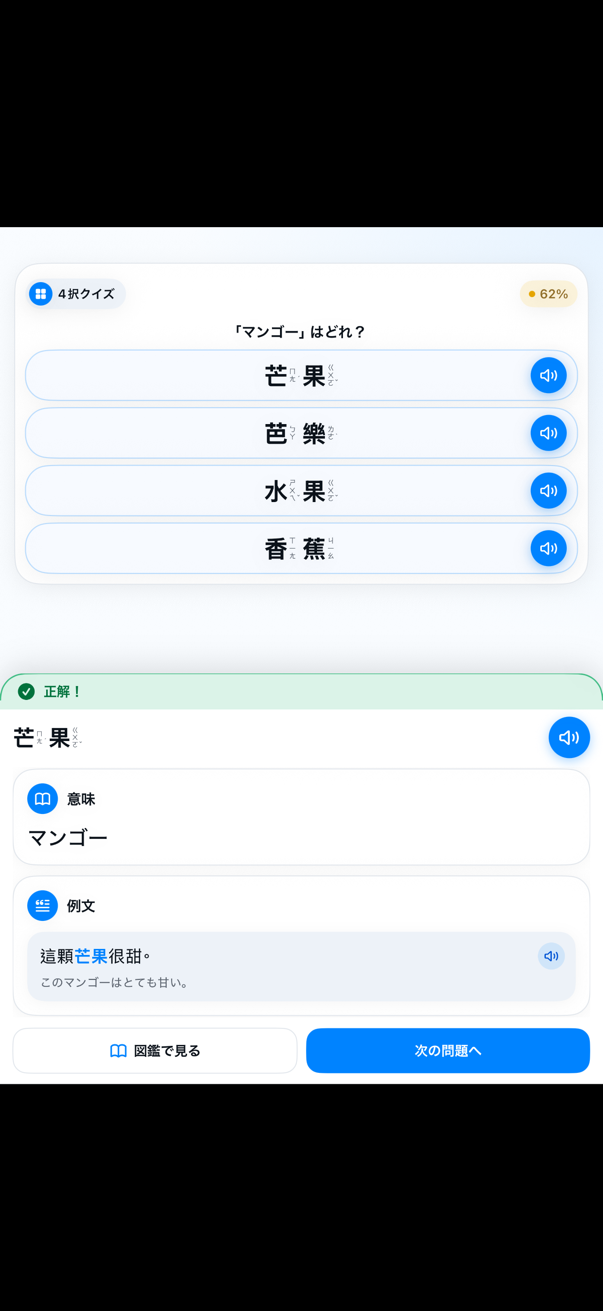 4択クイズ
62%
「マンゴー」はどれ？
芒ㄇㄤˊ果ㄍㄨㄛˇ
芭ㄅㄚ樂ㄌㄜˋ
水ㄕㄨㄟˇ果ㄍㄨㄛˇ
香ㄒㄧㄤ蕉ㄐㄧㄠ
正解！
芒ㄇㄤˊ果ㄍㄨㄛˇ
意味
マンゴー
例文
這顆芒果很甜。
このマンゴーはとても甘い。
図鑑で見る
次の問題へ